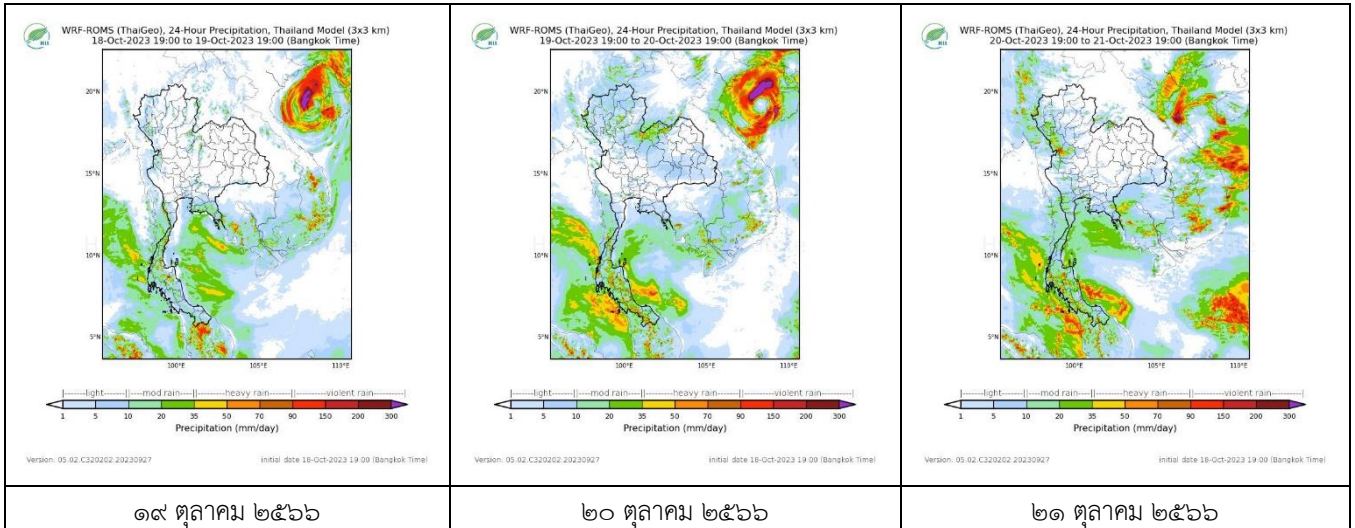 WRF-ROMS (ThaiGeo), 24-Hour Precipitation, Thailand Model (3x3 km)
18-Oct-2023 19:00 to 19-Oct-2023 19:00 (Bangkok Time)
HII
20°N
15°N
10°N
5°N
100°E 105°E 110°E
light mod rain heavy rain violent rain
1 5 10 20 35 50 70 90 150 200 300
Precipitation (mm/day)
Version: 05.02.C320202.20230927 initial date 18-Oct-2023 19:00 (Bangkok Time)
๑๙ ตุลาคม ๒๕๖๖
WRF-ROMS (ThaiGeo), 24-Hour Precipitation, Thailand Model (3x3 km)
19-Oct-2023 19:00 to 20-Oct-2023 19:00 (Bangkok Time)
HII
20°N
15°N
10°N
5°N
100°E 105°E 110°E
light mod rain heavy rain violent rain
1 5 10 20 35 50 70 90 150 200 300
Precipitation (mm/day)
Version: 05.02.C320202.20230927 initial date 18-Oct-2023 19:00 (Bangkok Time)
๒๐ ตุลาคม ๒๕๖๖
WRF-ROMS (ThaiGeo), 24-Hour Precipitation, Thailand Model (3x3 km)
20-Oct-2023 19:00 to 21-Oct-2023 19:00 (Bangkok Time)
HII
20°N
15°N
10°N
5°N
100°E 105°E 110°E
light mod rain heavy rain violent rain
1 5 10 20 35 50 70 90 150 200 300
Precipitation (mm/day)
Version: 05.02.C320202.20230927 initial date 18-Oct-2023 19:00 (Bangkok Time)
๒๑ ตุลาคม ๒๕๖๖